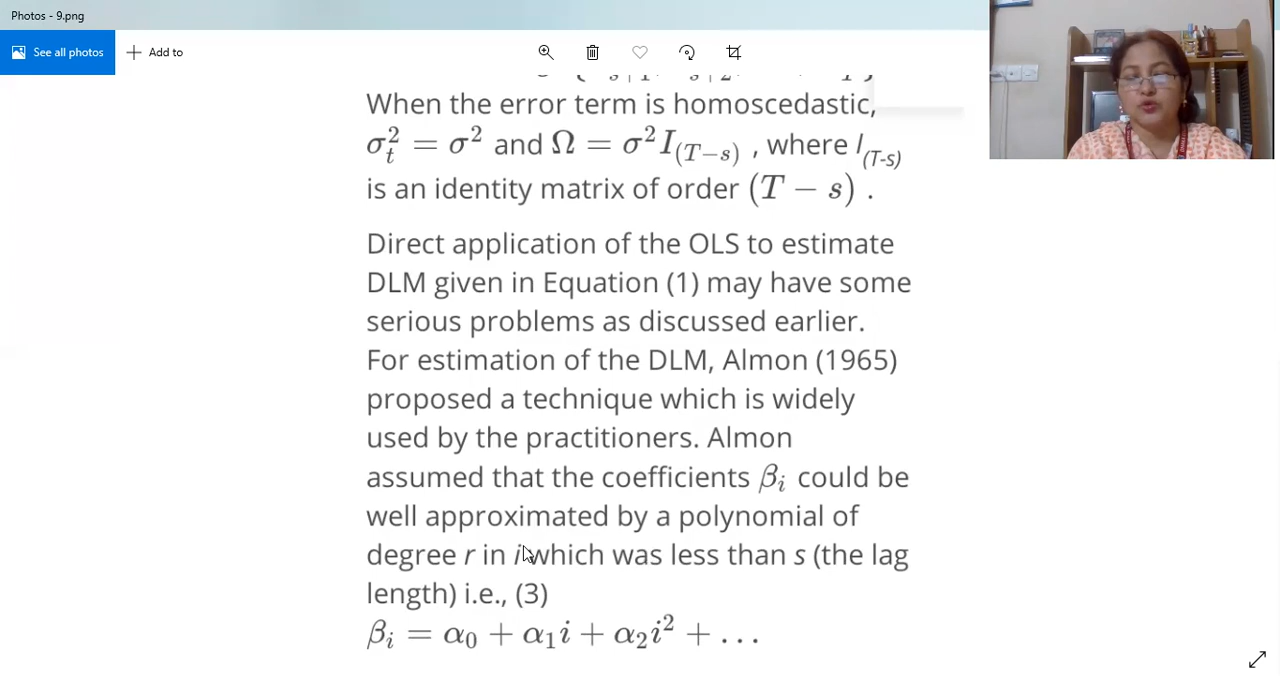 Photos - 9.png
See all photos
Add to
When the error term is homoscedastic,
σ_t^2 = σ^2 and Ω = σ^2 I_(T−s) , where I_(T-s)
is an identity matrix of order (T − s) .
Direct application of the OLS to estimate
DLM given in Equation (1) may have some
serious problems as discussed earlier.
For estimation of the DLM, Almon (1965)
proposed a technique which is widely
used by the practitioners. Almon
assumed that the coefficients β_i could be
well approximated by a polynomial of
degree r in i which was less than s (the lag
length) i.e., (3)
β_i = α_0 + α_1 i + α_2 i^2 + ...